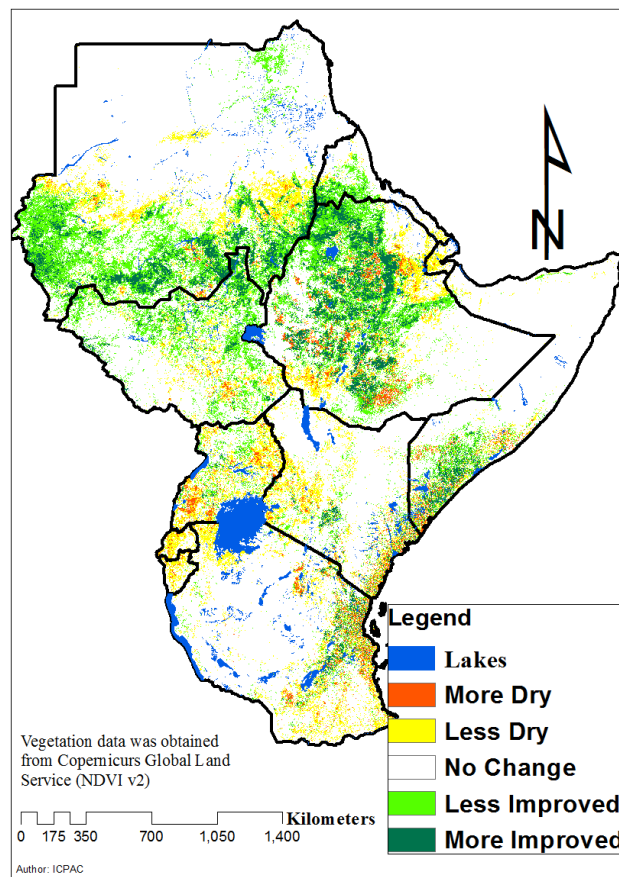 N
Legend
Lakes
More Dry
Less Dry
No Change
Less Improved
More Improved
Vegetation data was obtained
from Copernicurs Global Land
Service (NDVI v2)
Kilometers
0 175 350 700 1,050 1,400
Author: ICPAC